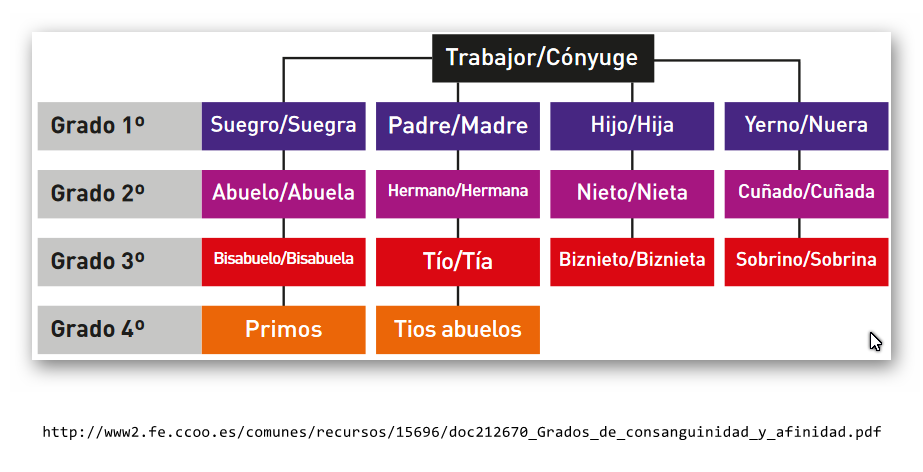 Trabajor/Cónyuge
Grado 1º Suegro/Suegra Padre/Madre Hijo/Hija Yerno/Nuera
Grado 2º Abuelo/Abuela Hermano/Hermana Nieto/Nieta Cuñado/Cuñada
Grado 3º Bisabuelo/Bisabuela Tío/Tía Biznieto/Biznieta Sobrino/Sobrina
Grado 4º Primos Tios abuelos
http://www2.fe.ccoo.es/comunes/recursos/15696/doc212670_Grados_de_consanguinidad_y_afinidad.pdf